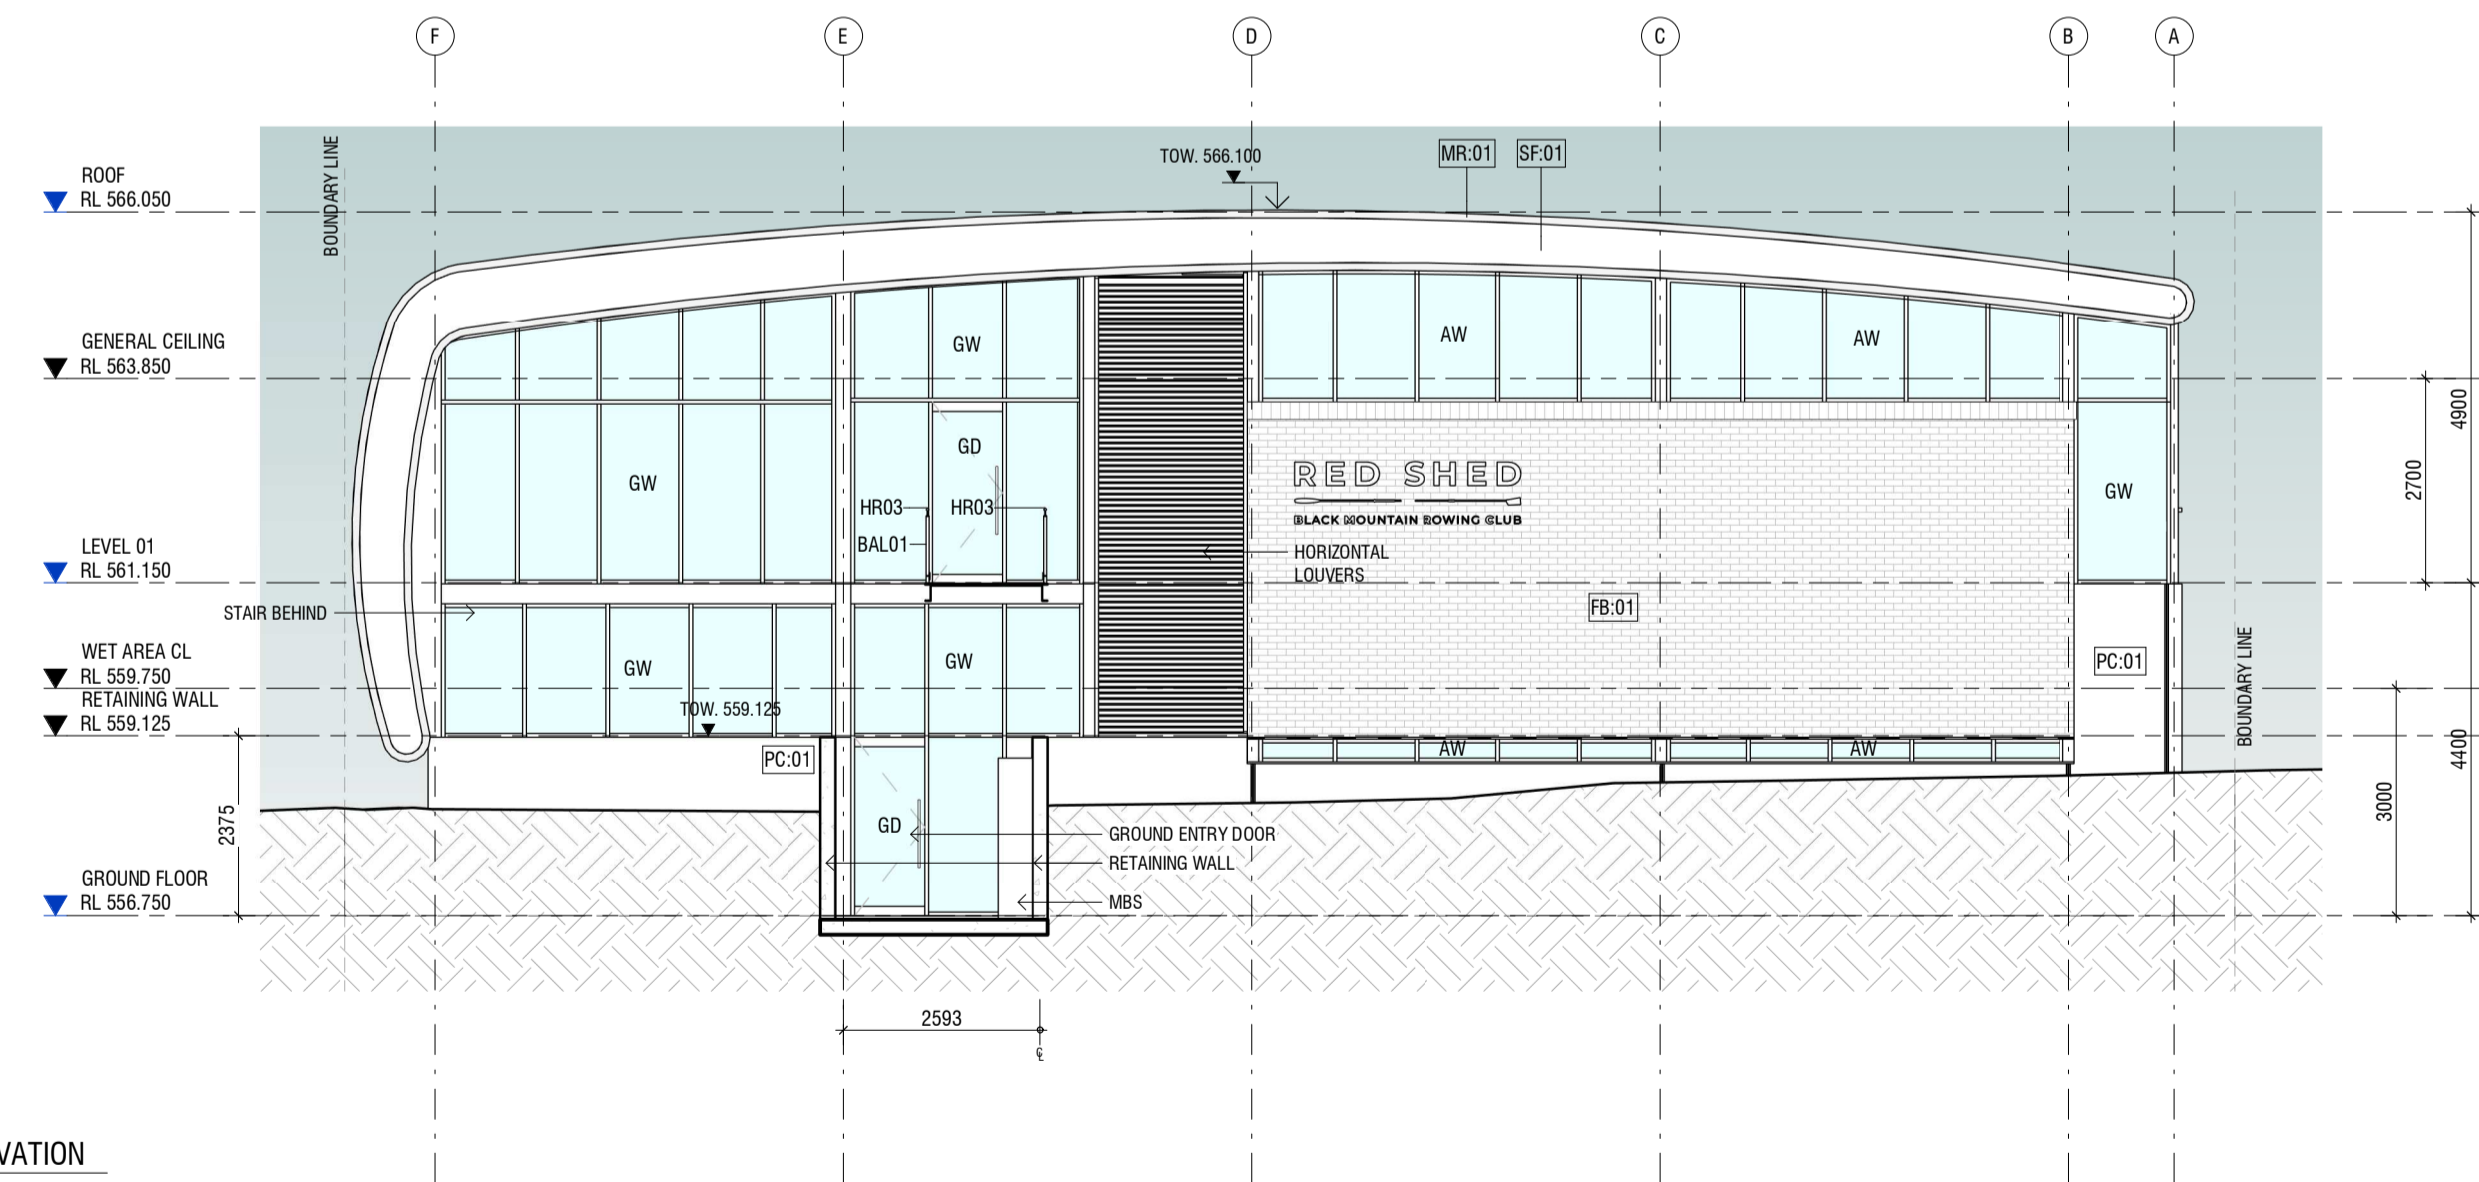 F
E
D
C
B
A
BOUNDARY LINE
TOW. 566.100
MR:01
SF:01
ROOF
RL 566.050
GENERAL CEILING
RL 563.850
GW
AW
AW
4900
2700
GD
GW
HR03
HR03
BAL01
RED SHED
BLACK MOUNTAIN ROWING CLUB
GW
LEVEL 01
RL 561.150
HORIZONTAL
LOUVERS
STAIR BEHIND
FB:01
WET AREA CL
RL 559.750
RETAINING WALL
RL 559.125
GW
GW
TOW. 559.125
PC:01
BOUNDARY LINE
PC:01
AW
AW
4400
3000
2375
GD
GROUND ENTRY DOOR
RETAINING WALL
MBS
GROUND FLOOR
RL 556.750
2593
℄
VATION